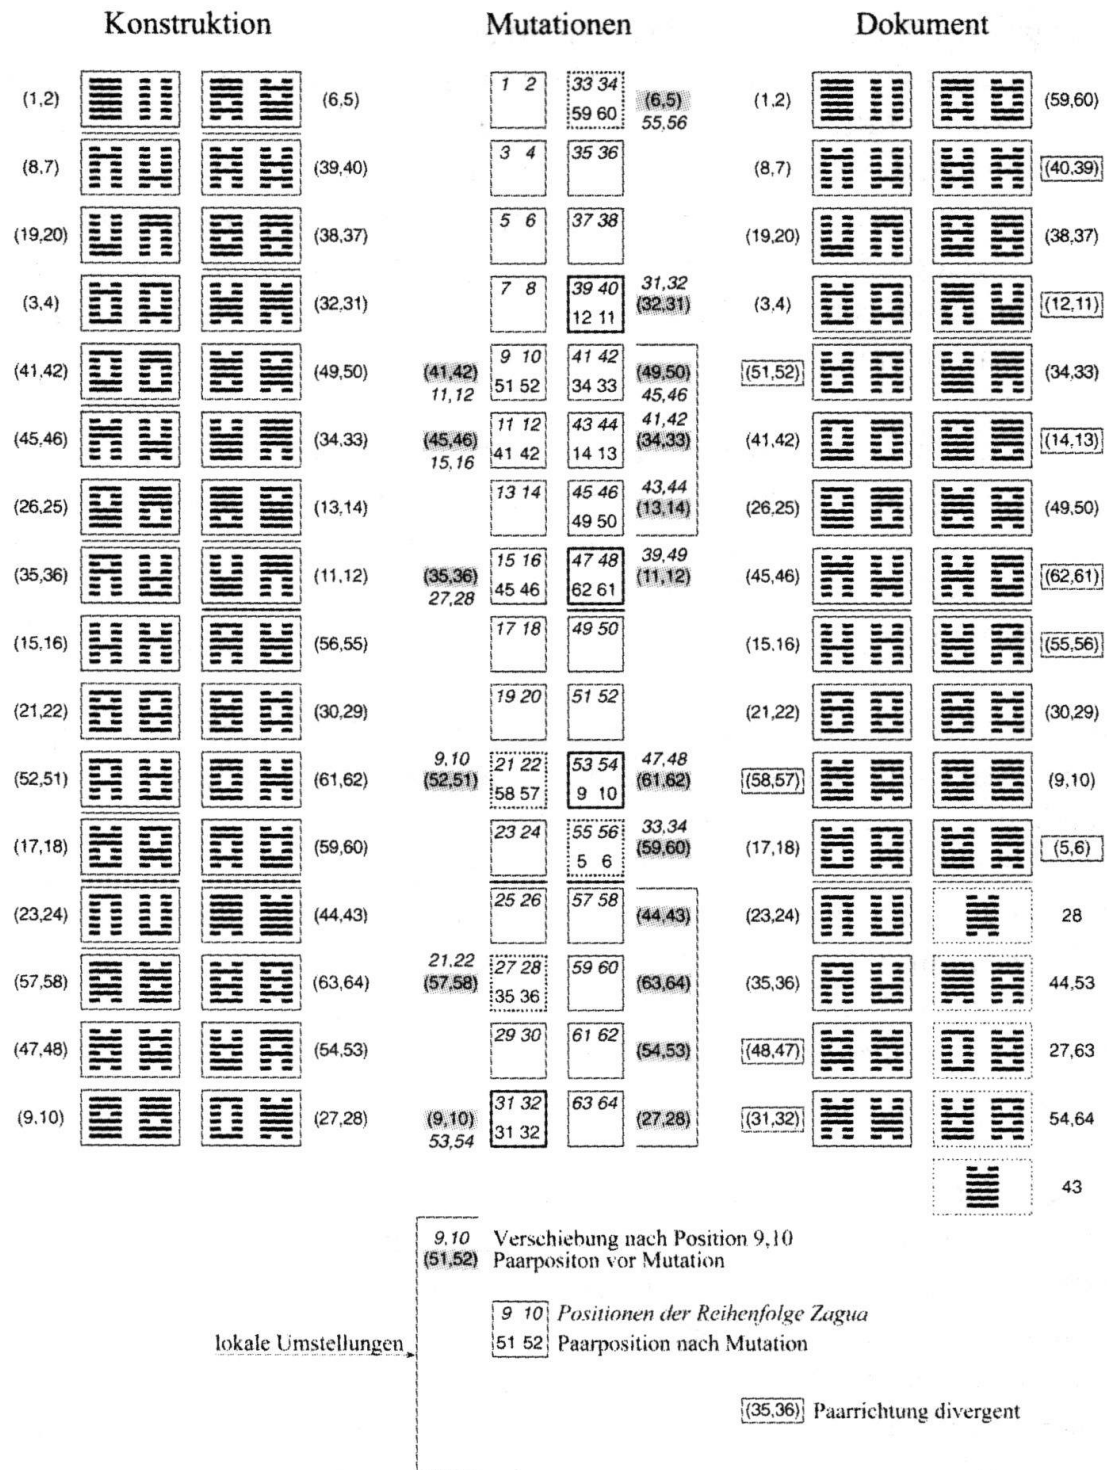 Konstruktion Mutationen Dokument
(1,2) (6,5) 1 2 33 34 (1,2) (59,60)
59 60 (6,5)
55,56
(8,7) (39,40) 3 4 35 36 (8,7) (40,39)
(19,20) (38,37) 5 6 37 38 (19,20) (38,37)
(3,4) (32,31) 7 8 39 40 31,32 (3,4) (12,11)
12 11 (32,31)
(41,42) (49,50) (41,42) 9 10 41 42 (49,50) (51,52) (34,33)
11,12 51 52 34 33 45,46
(45,46) (34,33) (45,46) 11 12 43 44 41,42 (41,42) (14,13)
15,16 41 42 14 13 (34,33)
(26,25) (13,14) 13 14 45 46 43,44 (26,25) (49,50)
49 50 (13,14)
(35,36) (11,12) (35,36) 15 16 47 48 39,49 (45,46) (62,61)
27,28 45 46 62 61 (11,12)
(15,16) (56,55) 17 18 49 50 (15,16) (55,56)
(21,22) (30,29) 19 20 51 52 (21,22) (30,29)
(52,51) (61,62) 9,10 21 22 53 54 47,48 (58,57) (9,10)
(52,51) 58 57 9 10 (61,62)
(17,18) (59,60) 23 24 55 56 33,34 (17,18) (5,6)
5 6 (59,60)
(23,24) (44,43) 25 26 57 58 (44,43) (23,24) 28
(57,58) (63,64) 21,22 27 28 59 60 (63,64) (35,36) 44,53
(57,58) 35 36
(47,48) (54,53) 29 30 61 62 (54,53) (48,47) 27,63
(9,10) (27,28) (9,10) 31 32 63 64 (27,28) (31,32) 54,64
53,54 31 32
43
9,10 Verschiebung nach Position 9,10
(51,52) Paarpositon vor Mutation
9 10 Positionen der Reihenfolge Zagua
lokale Umstellungen 51 52 Paarposition nach Mutation
(35,36) Paarrichtung divergent